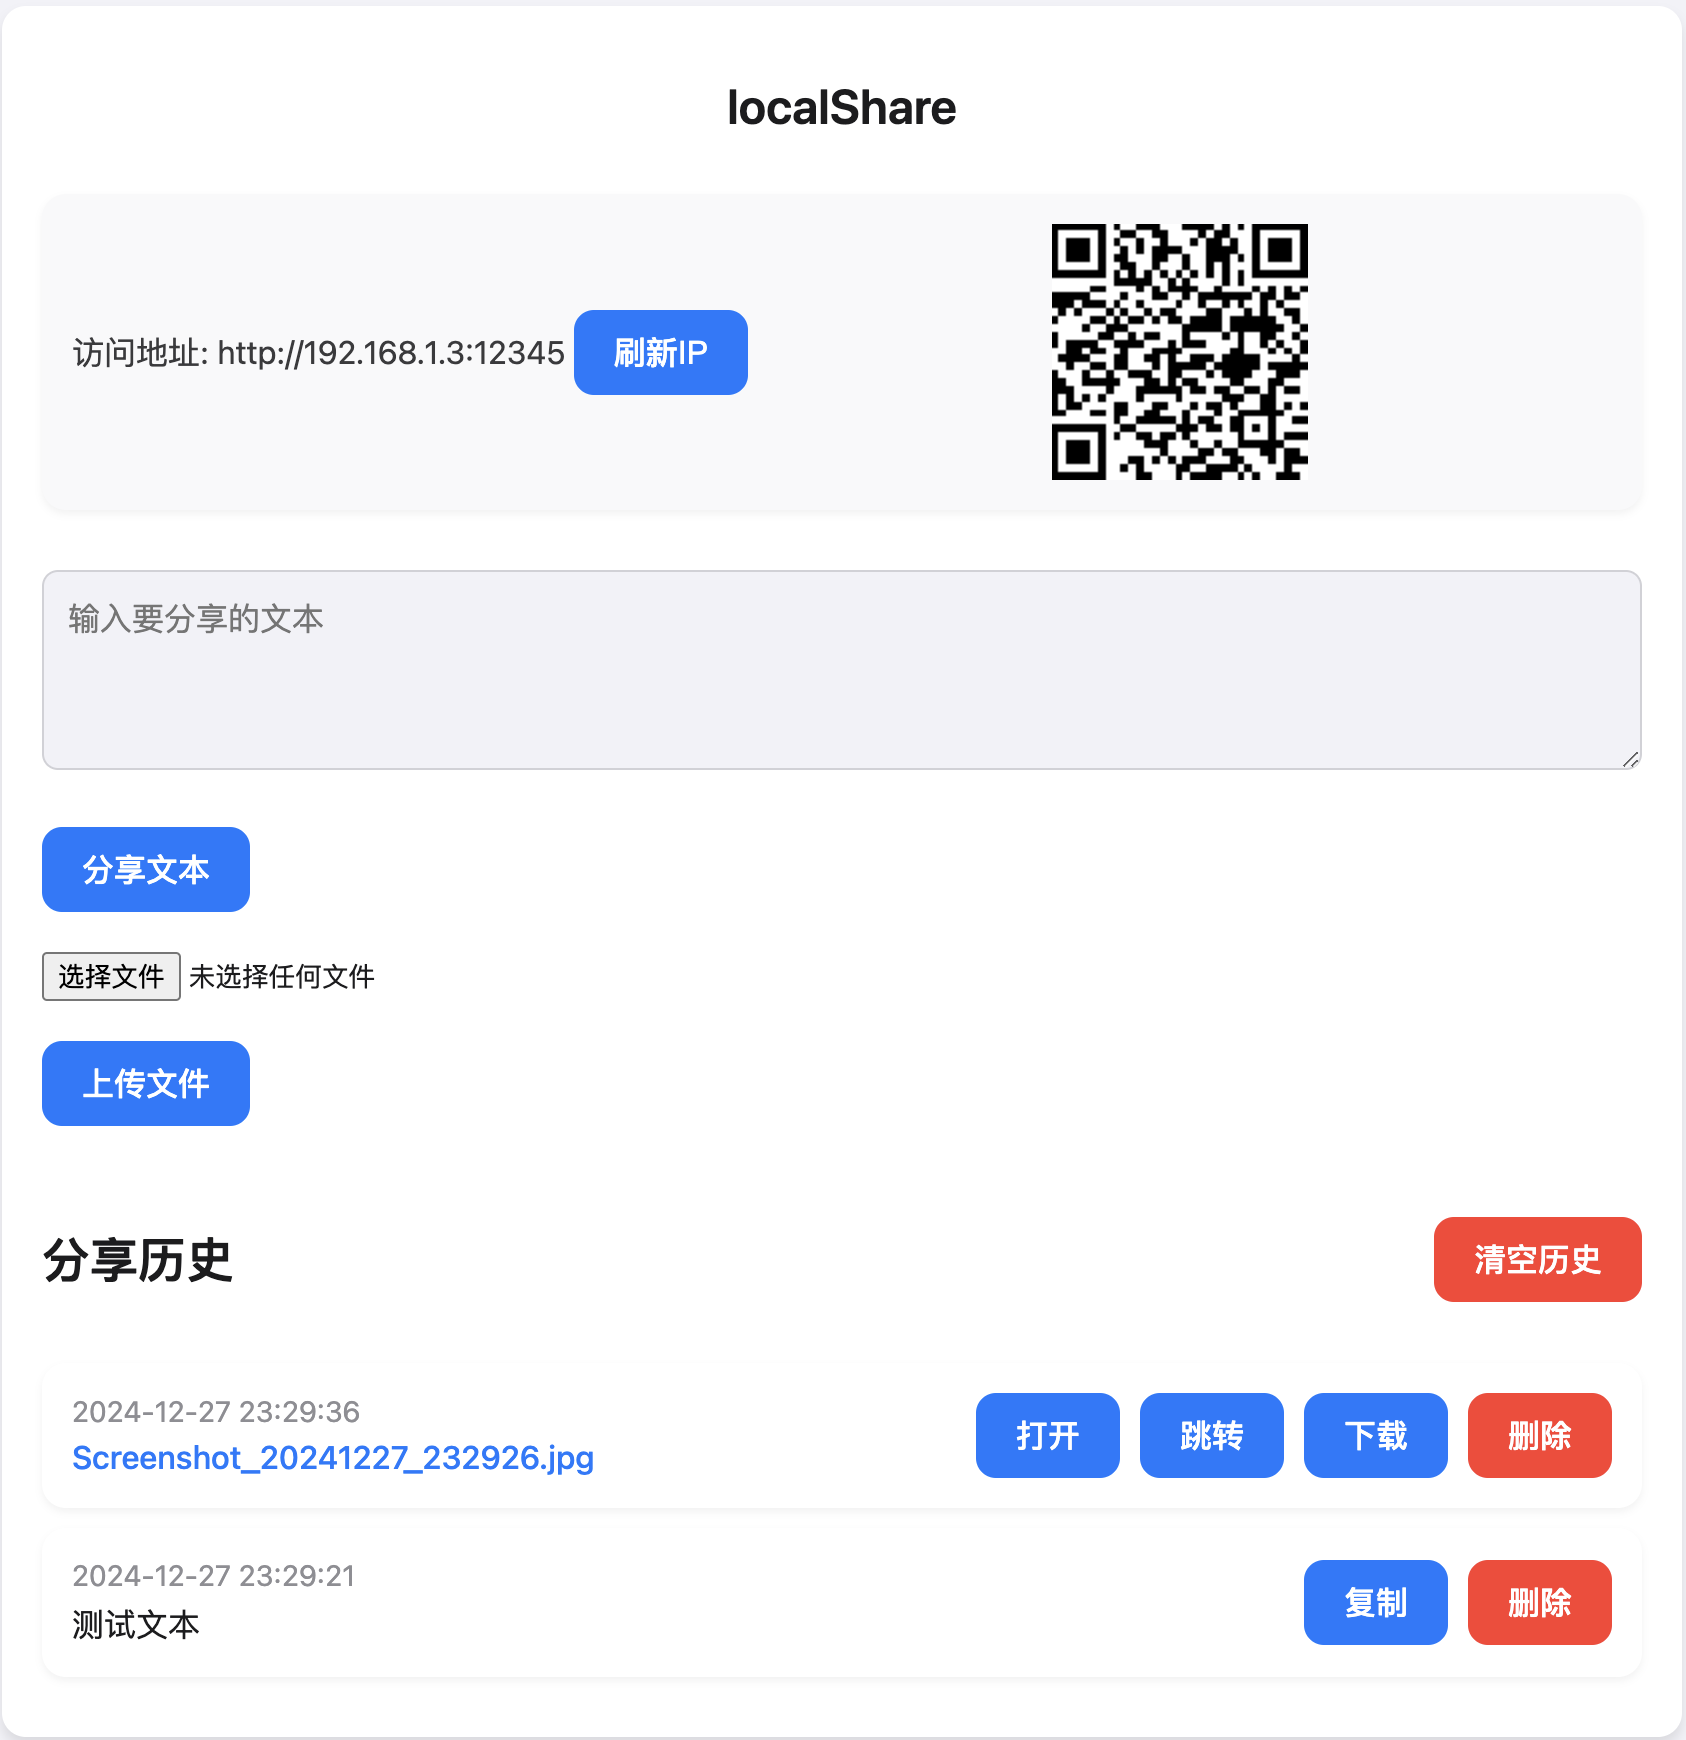 localShare
访问地址: http://192.168.1.3:12345 刷新IP
输入要分享的文本
分享文本
选择文件 未选择任何文件
上传文件
分享历史 清空历史
2024-12-27 23:29:36
Screenshot_20241227_232926.jpg
打开 跳转 下载 删除
2024-12-27 23:29:21
测试文本
复制 删除